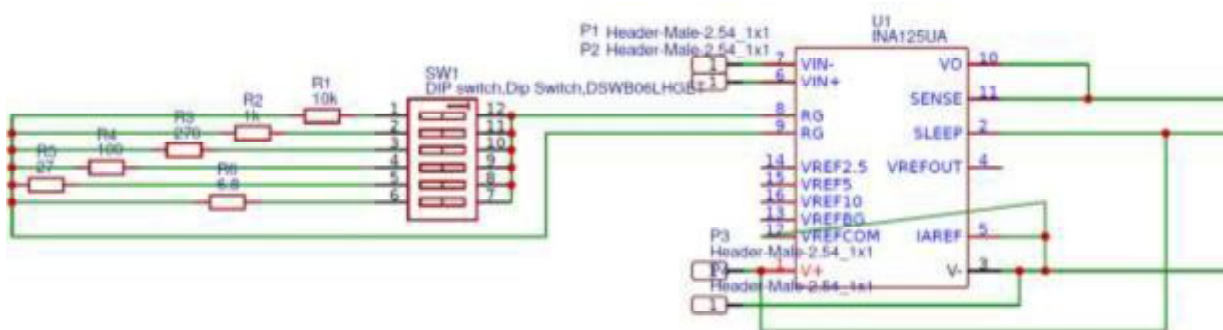 P1 Header-Male-2.54_1x1
P2 Header-Male-2.54_1x1
U1
INA125UA
SW1
DIP switch,Dip Switch,DSWB06LHGET
R1
10k
R2
1k
R3
270
R4
100
R5
27
R6
6.8
1
2
3
4
5
6
12
11
10
9
8
7
1
1
7 VIN-
6 VIN+
8 RG
9 RG
14 VREF2.5
15 VREF5
16 VREF10
13 VREFBG
12 VREFCOM
1 V+
VO 10
SENSE 11
SLEEP 2
VREFOUT 4
IAREF 5
V- 3
P3
Header-Male-2.54_1x1
Header-Male-2.54_1x1
1